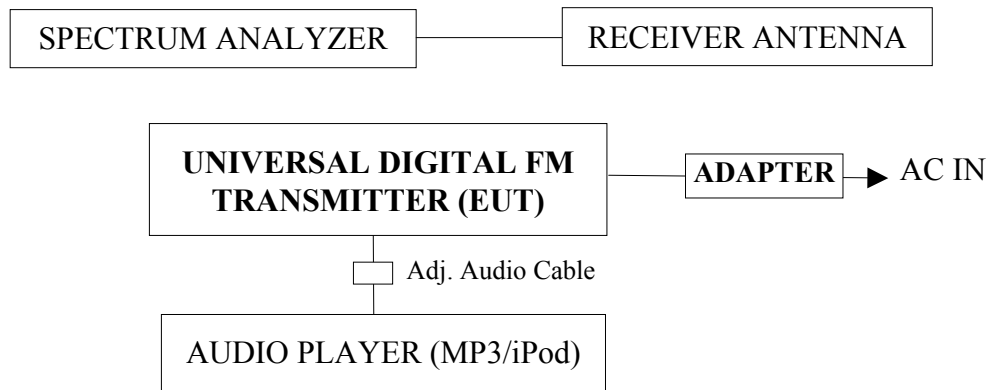 SPECTRUM ANALYZER
RECEIVER ANTENNA
UNIVERSAL DIGITAL FM
TRANSMITTER (EUT)
ADAPTER
AC IN
Adj. Audio Cable
AUDIO PLAYER (MP3/iPod)